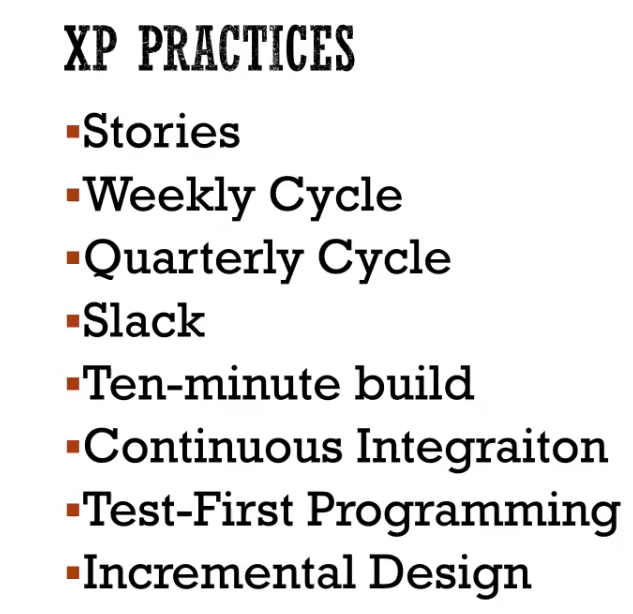 XP PRACTICES
▪Stories
▪Weekly Cycle
▪Quarterly Cycle
▪Slack
▪Ten-minute build
▪Continuous Integraiton
▪Test-First Programming
▪Incremental Design